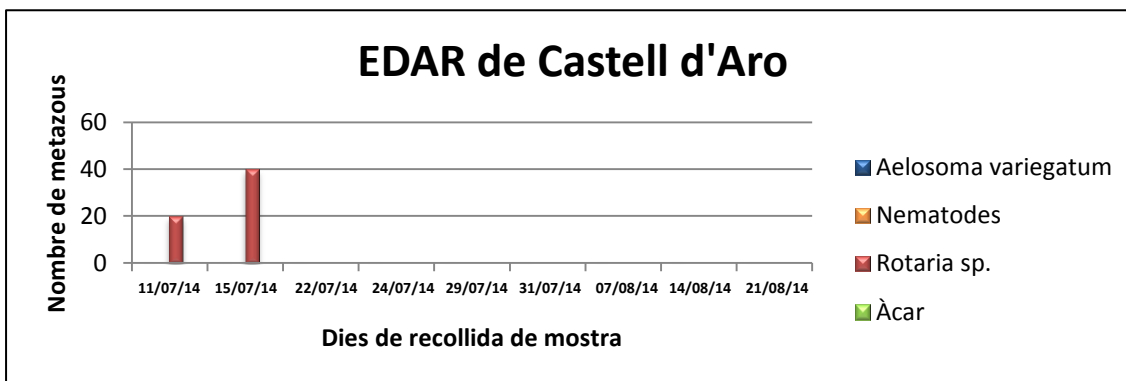 EDAR de Castell d'Aro
Nombre de metazous
60
40
20
0
11/07/14 15/07/14 22/07/14 24/07/14 29/07/14 31/07/14 07/08/14 14/08/14 21/08/14
Dies de recollida de mostra
Aelosoma variegatum
Nematodes
Rotaria sp.
Àcar